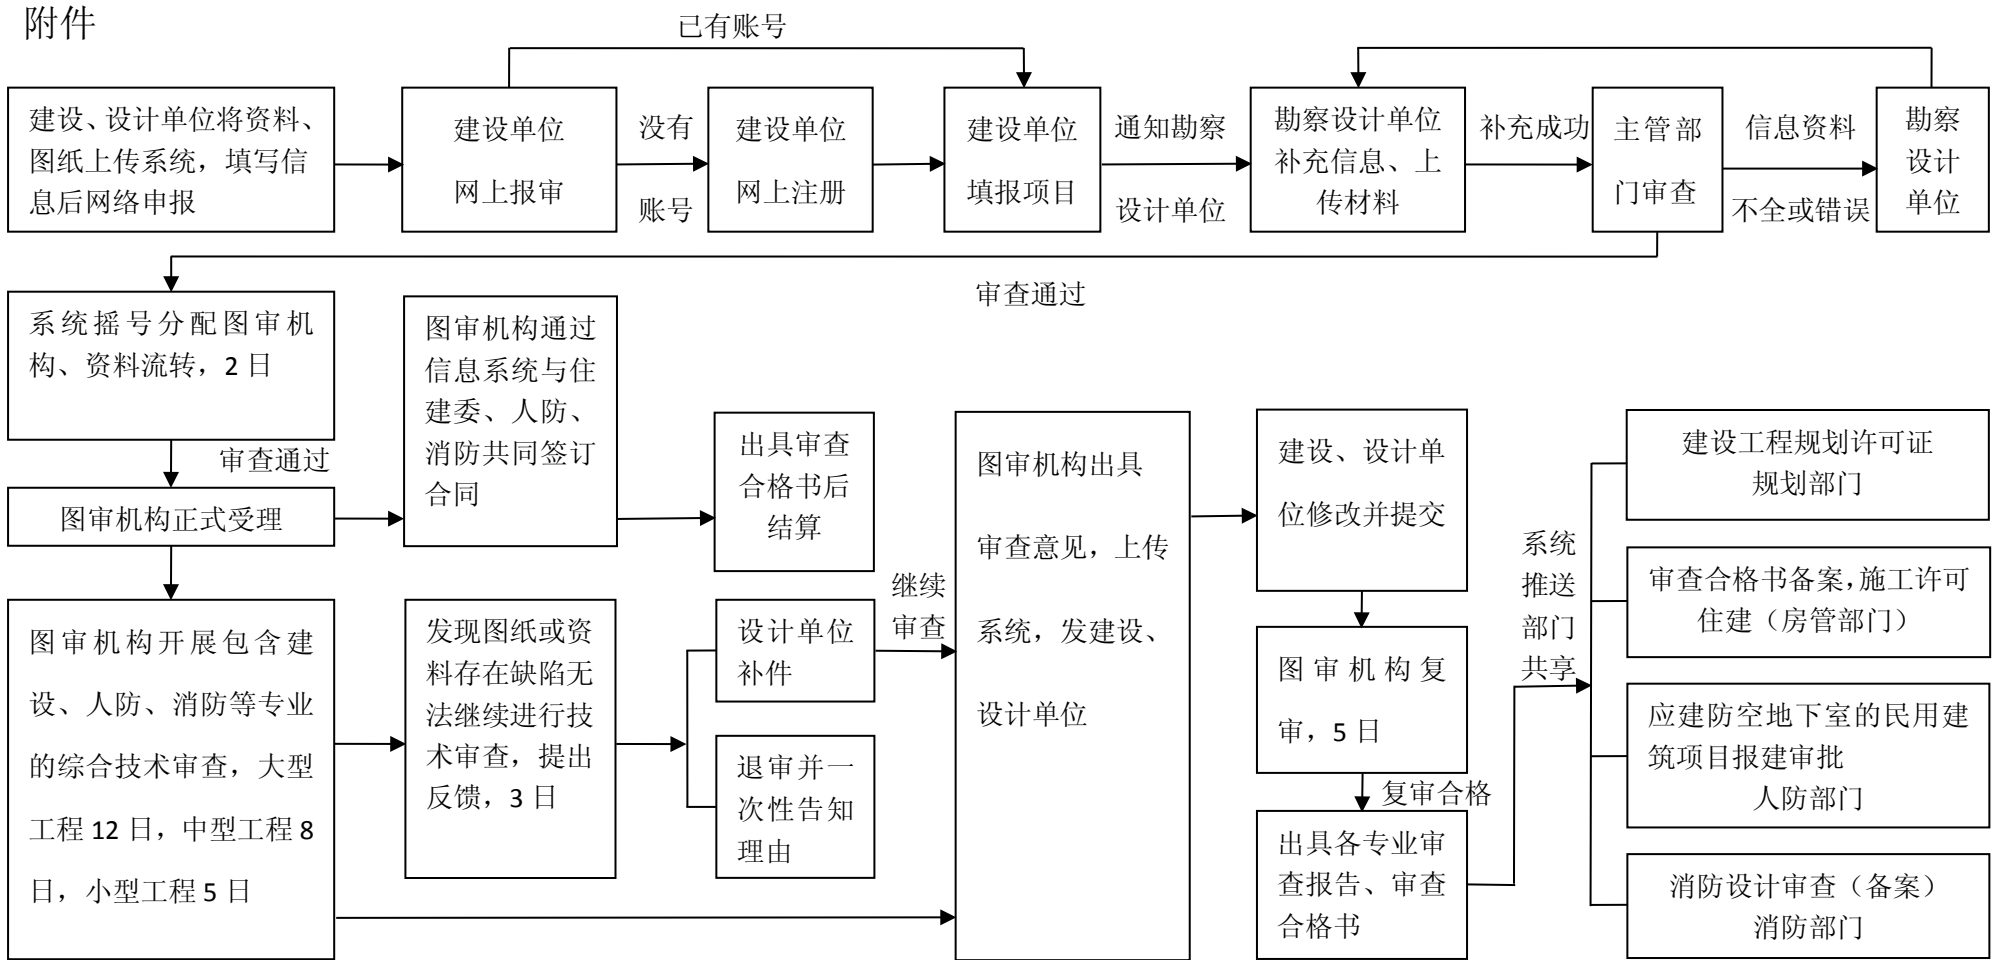 附件
已有账号
建设、设计单位将资料、
图纸上传系统，填写信
息后网络申报
建设单位
网上报审
没有
账号
建设单位
网上注册
建设单位
填报项目
通知勘察
设计单位
勘察设计单位
补充信息、上
传材料
补充成功
主管部
门审查
信息资料
不全或错误
勘察
设计
单位
审查通过
系统摇号分配图审机
构、资料流转，2 日
审查通过
图审机构正式受理
图审机构通过
信息系统与住
建委、人防、
消防共同签订
合同
出具审查
合格书后
结算
图审机构开展包含建
设、人防、消防等专业
的综合技术审查，大型
工程 12 日，中型工程 8
日，小型工程 5 日
发现图纸或资
料存在缺陷无
法继续进行技
术审查，提出
反馈，3 日
设计单位
补件
退审并一
次性告知
理由
继续
审查
图审机构出具
审查意见，上传
系统，发建设、
设计单位
建设、设计单
位修改并提交
图审机构复
审，5 日
复审合格
出具各专业审
查报告、审查
合格书
系统
推送
部门
共享
建设工程规划许可证
规划部门
审查合格书备案，施工许可
住建（房管部门）
应建防空地下室的民用建
筑项目报建审批
人防部门
消防设计审查（备案）
消防部门